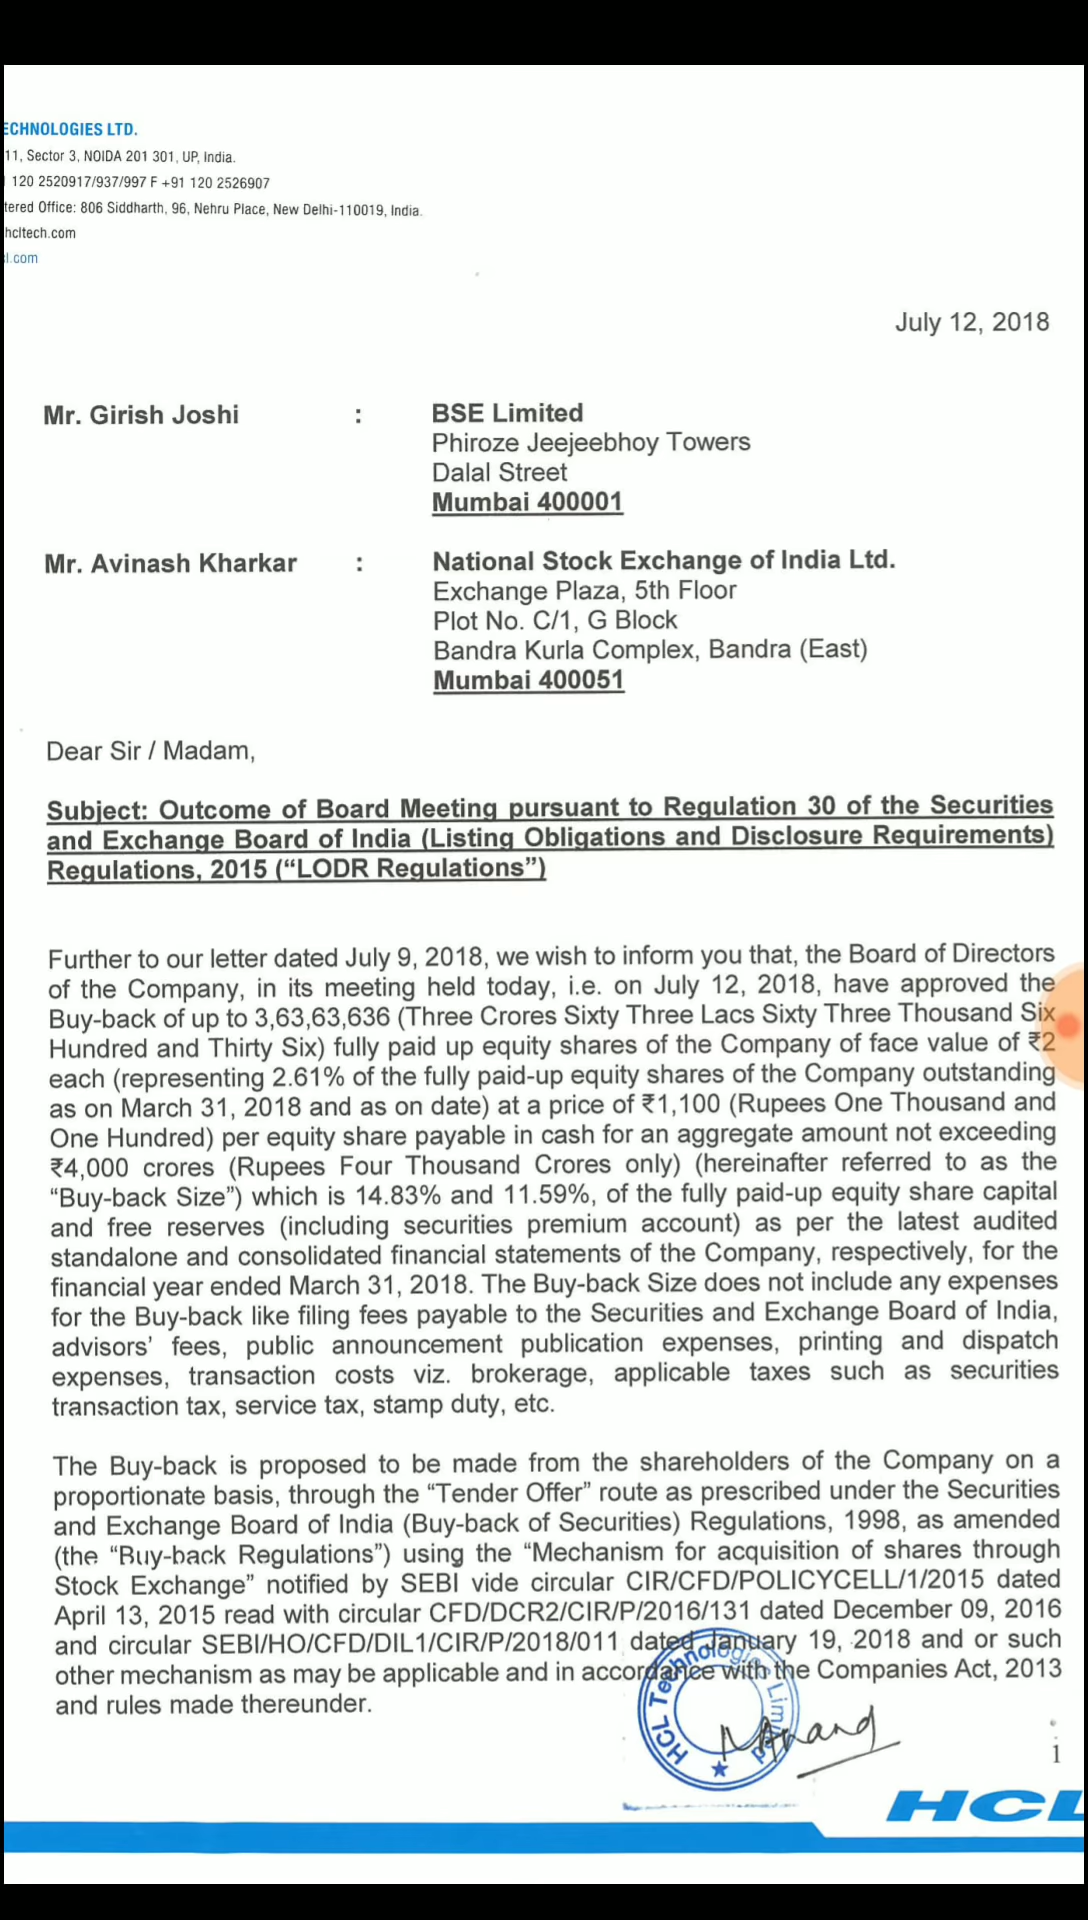 ECHNOLOGIES LTD.
11, Sector 3, NOIDA 201 301, UP, India.
120 2520917/937/997 F +91 120 2526907
tered Office: 806 Siddharth, 96, Nehru Place, New Delhi-110019, India.
hcltech.com
cl.com
July 12, 2018
Mr. Girish Joshi : BSE Limited
Phiroze Jeejeebhoy Towers
Dalal Street
Mumbai 400001
Mr. Avinash Kharkar : National Stock Exchange of India Ltd.
Exchange Plaza, 5th Floor
Plot No. C/1, G Block
Bandra Kurla Complex, Bandra (East)
Mumbai 400051
Dear Sir / Madam,
Subject: Outcome of Board Meeting pursuant to Regulation 30 of the Securities
and Exchange Board of India (Listing Obligations and Disclosure Requirements)
Regulations, 2015 (“LODR Regulations”)
Further to our letter dated July 9, 2018, we wish to inform you that, the Board of Directors
of the Company, in its meeting held today, i.e. on July 12, 2018, have approved the
Buy-back of up to 3,63,63,636 (Three Crores Sixty Three Lacs Sixty Three Thousand Six
Hundred and Thirty Six) fully paid up equity shares of the Company of face value of ₹2
each (representing 2.61% of the fully paid-up equity shares of the Company outstanding
as on March 31, 2018 and as on date) at a price of ₹1,100 (Rupees One Thousand and
One Hundred) per equity share payable in cash for an aggregate amount not exceeding
₹4,000 crores (Rupees Four Thousand Crores only) (hereinafter referred to as the
“Buy-back Size”) which is 14.83% and 11.59%, of the fully paid-up equity share capital
and free reserves (including securities premium account) as per the latest audited
standalone and consolidated financial statements of the Company, respectively, for the
financial year ended March 31, 2018. The Buy-back Size does not include any expenses
for the Buy-back like filing fees payable to the Securities and Exchange Board of India,
advisors’ fees, public announcement publication expenses, printing and dispatch
expenses, transaction costs viz. brokerage, applicable taxes such as securities
transaction tax, service tax, stamp duty, etc.
The Buy-back is proposed to be made from the shareholders of the Company on a
proportionate basis, through the “Tender Offer” route as prescribed under the Securities
and Exchange Board of India (Buy-back of Securities) Regulations, 1998, as amended
(the “Buy-back Regulations”) using the “Mechanism for acquisition of shares through
Stock Exchange” notified by SEBI vide circular CIR/CFD/POLICYCELL/1/2015 dated
April 13, 2015 read with circular CFD/DCR2/CIR/P/2016/131 dated December 09, 2016
and circular SEBI/HO/CFD/DIL1/CIR/P/2018/011 dated January 19, 2018 and or such
other mechanism as may be applicable and in accordance with the Companies Act, 2013
and rules made thereunder.
HCL Technologies Limited
Anand
1
HCL